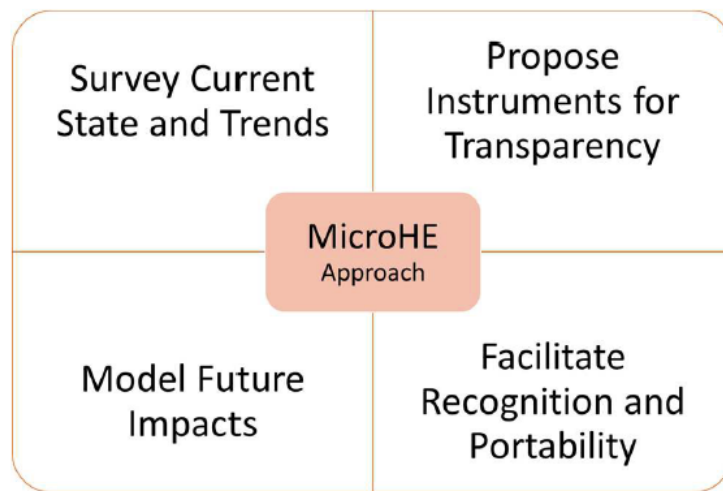 Survey Current
State and Trends
Propose
Instruments for
Transparency
MicroHE
Approach
Model Future
Impacts
Facilitate
Recognition and
Portability